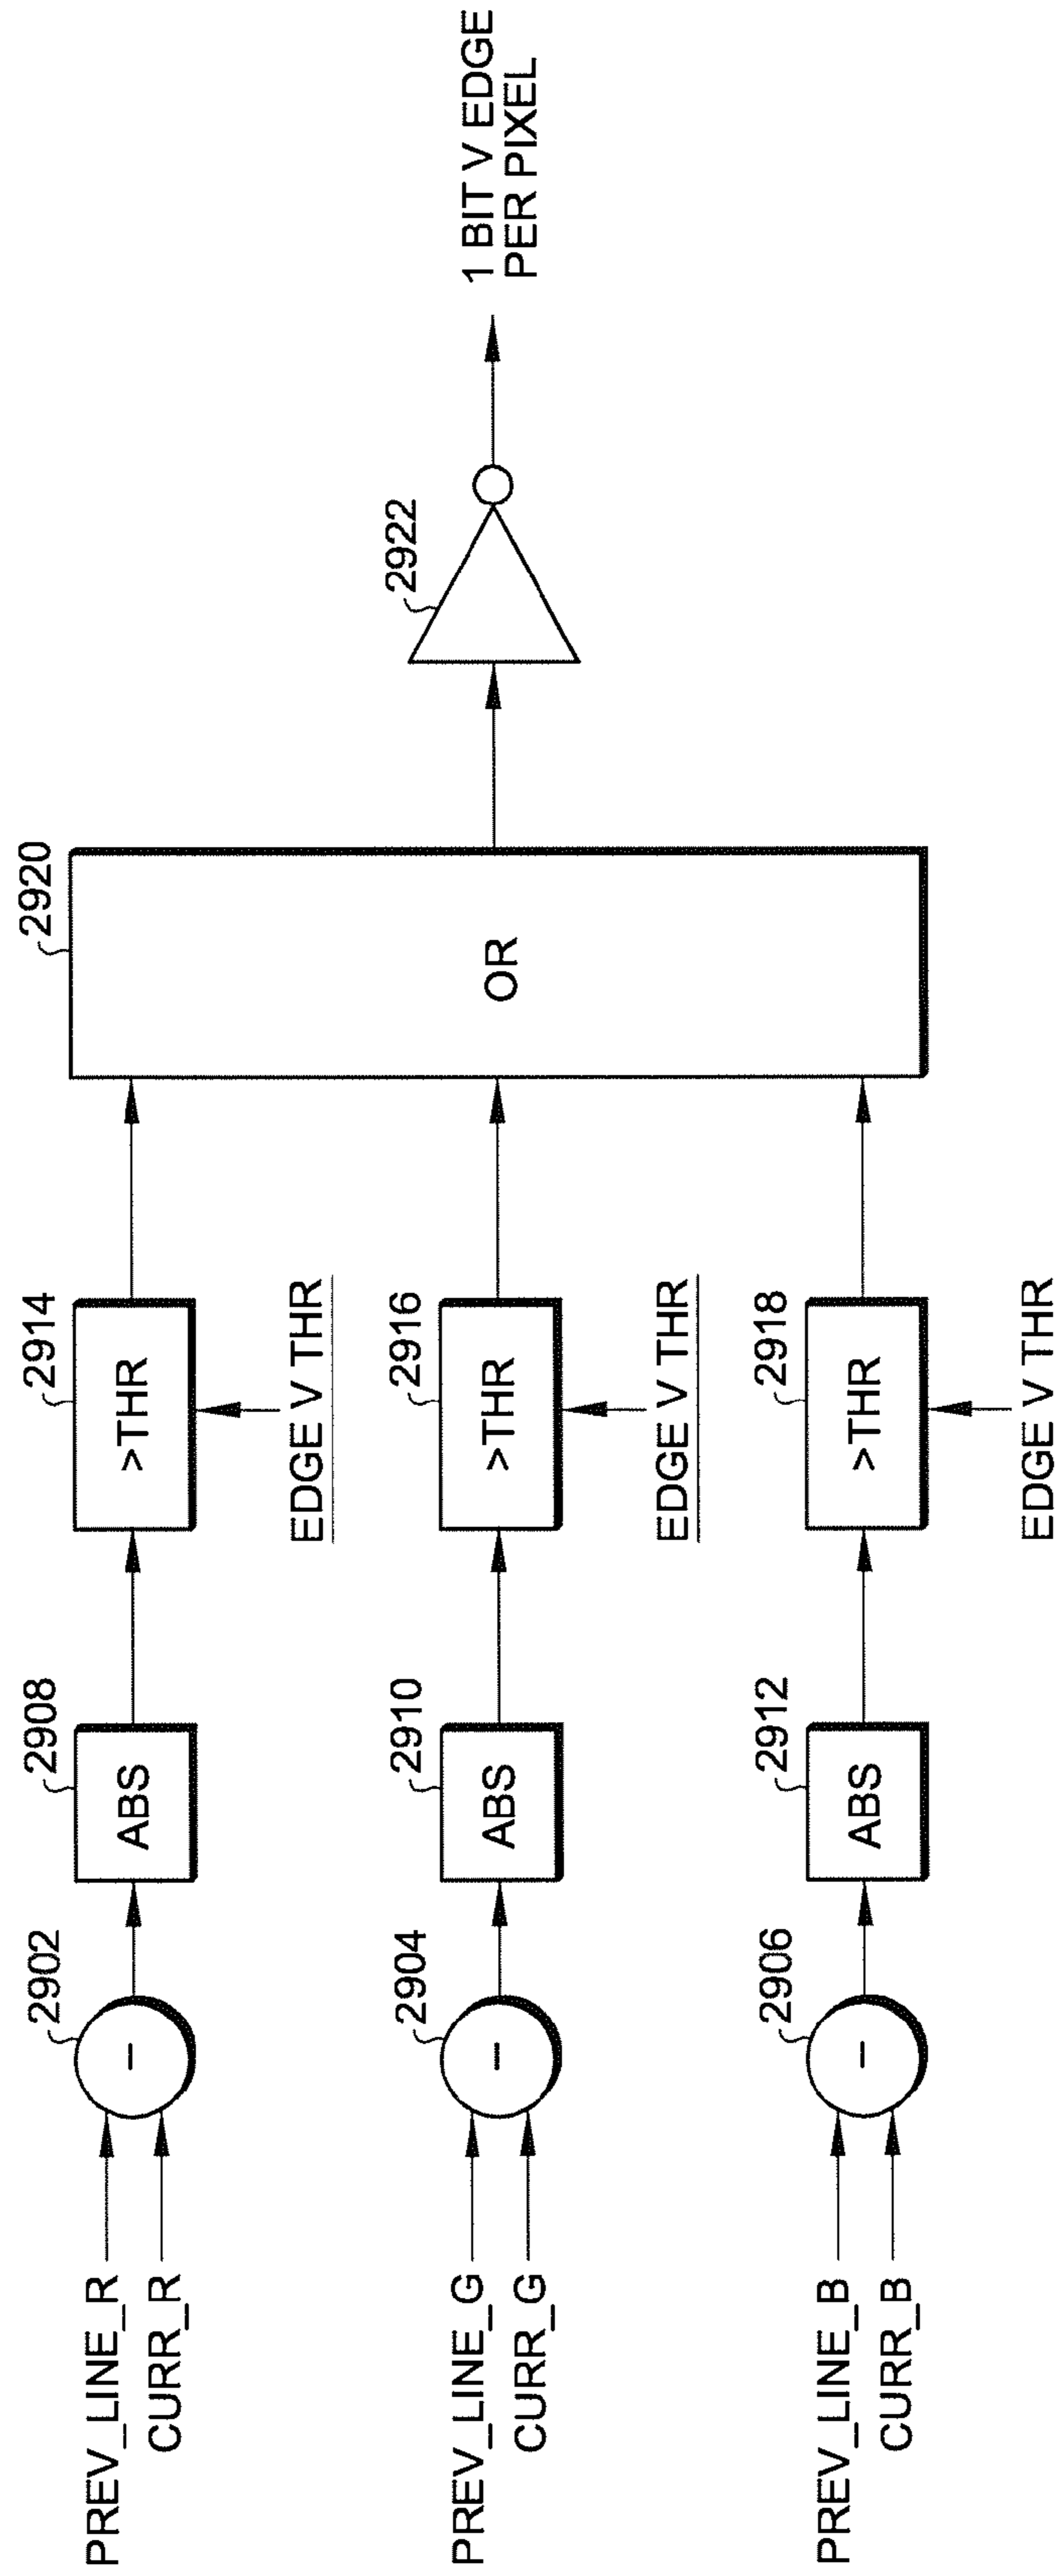 PREV_LINE_R
CURR_R
2902
2908
ABS
2914
>THR
EDGE V THR
PREV_LINE_G
CURR_G
2904
2910
ABS
2916
>THR
EDGE V THR
PREV_LINE_B
CURR_B
2906
2912
ABS
2918
>THR
EDGE V THR
2920
OR
2922
1 BIT V EDGE
PER PIXEL